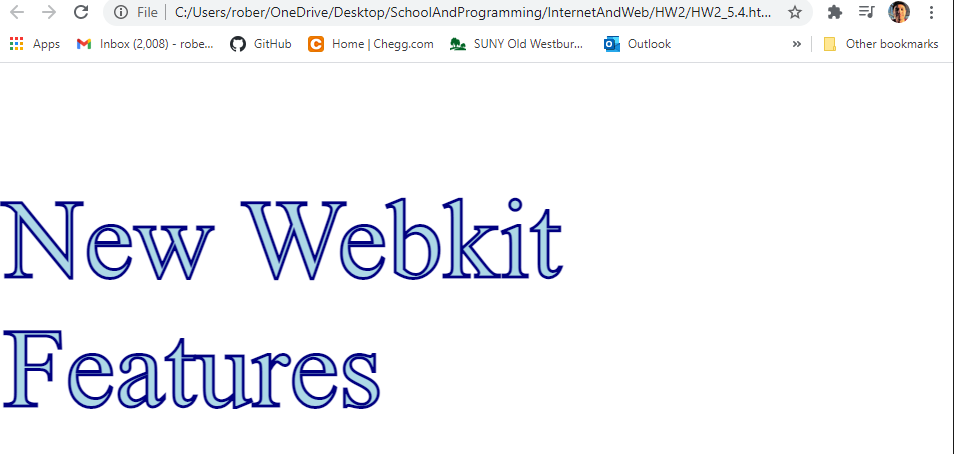 File C:/Users/rober/OneDrive/Desktop/SchoolAndProgramming/InternetAndWeb/HW2/HW2_5.4.ht...
Apps Inbox (2,008) - robe... GitHub C Home | Chegg.com SUNY Old Westbur... Outlook » Other bookmarks
New Webkit
Features